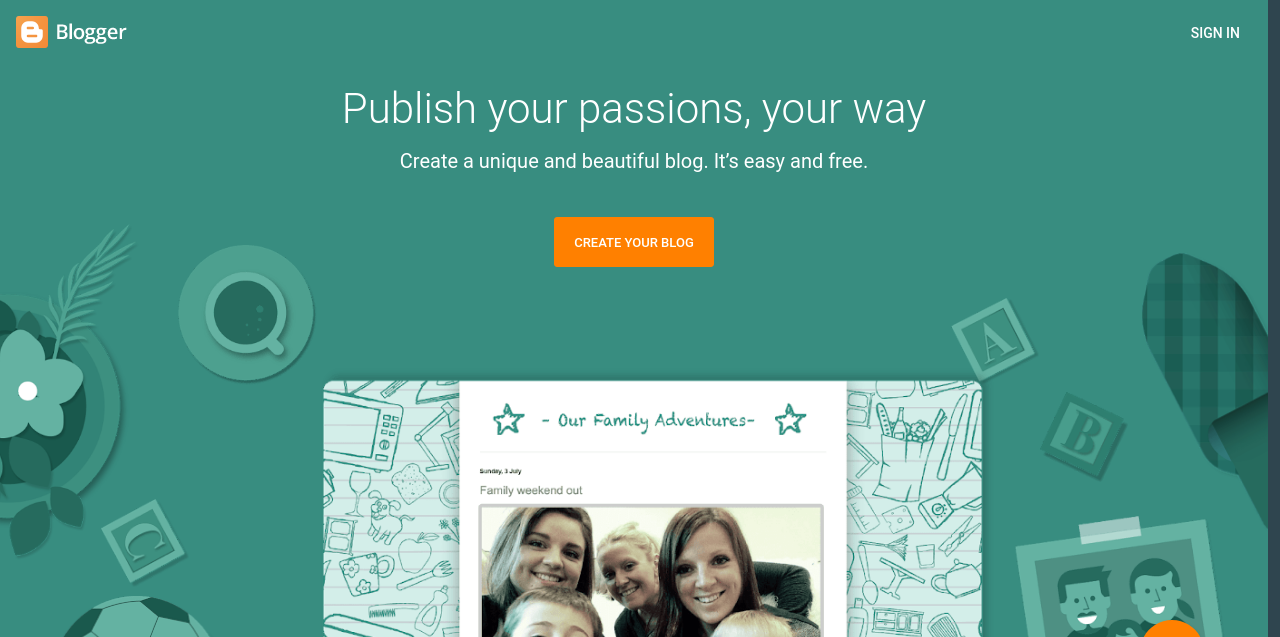 Blogger
SIGN IN
Publish your passions, your way
Create a unique and beautiful blog. It’s easy and free.
CREATE YOUR BLOG
- Our Family Adventures-
Sunday, 3 July
Family weekend out
A
B
C